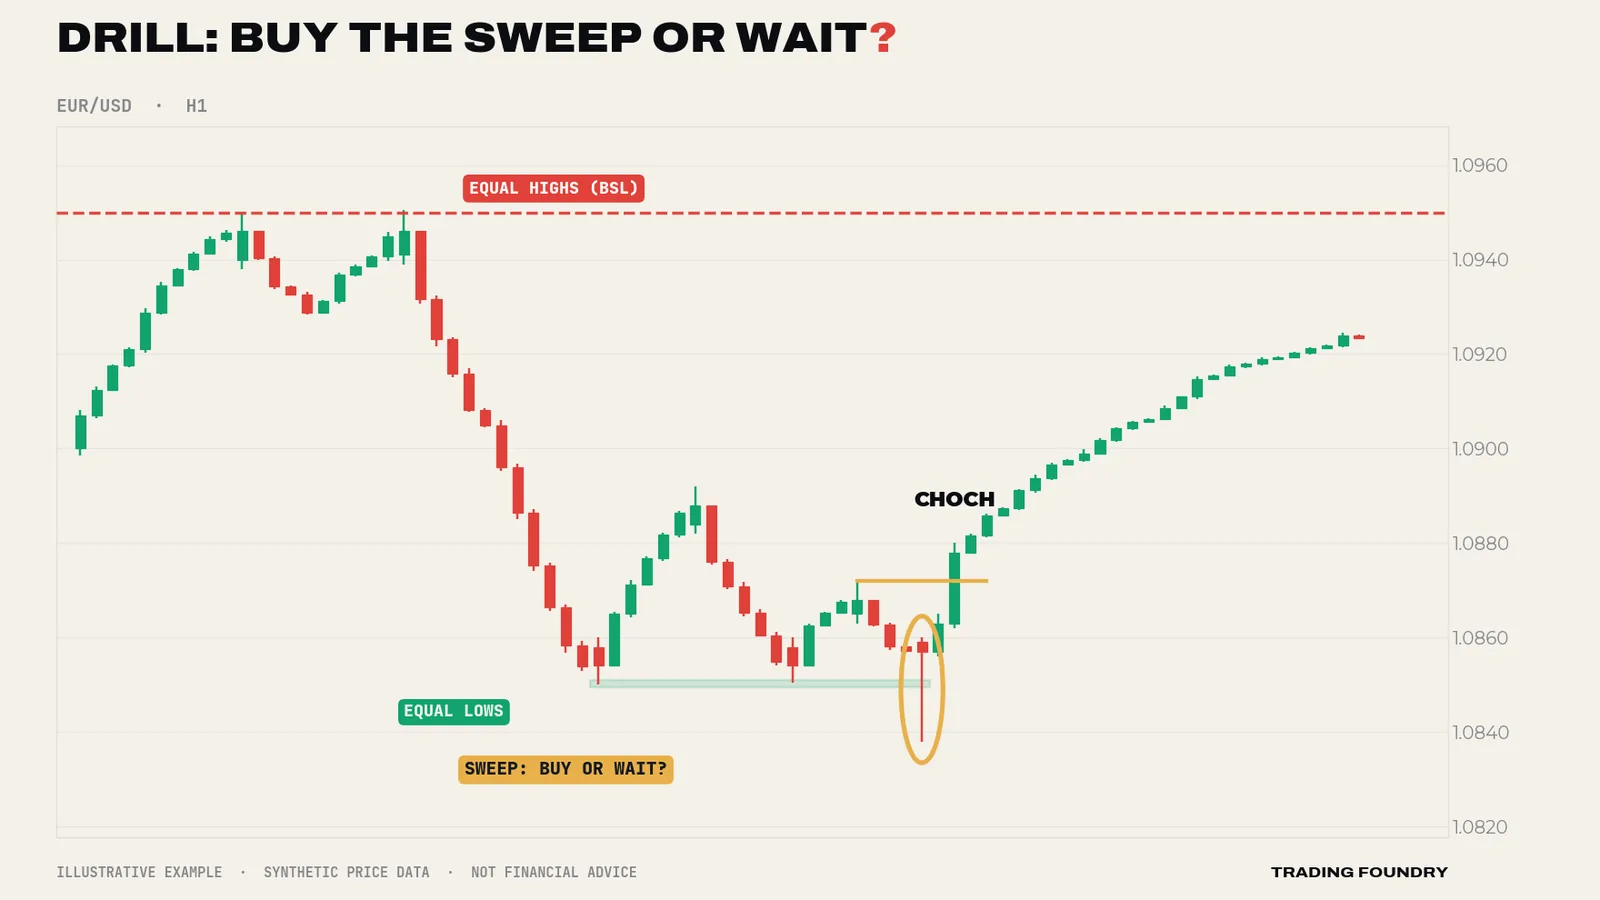 DRILL: BUY THE SWEEP OR WAIT?
EUR/USD · H1
EQUAL HIGHS (BSL)
1.0960
1.0940
1.0920
1.0900
CHOCH
1.0880
1.0860
EQUAL LOWS
1.0840
SWEEP: BUY OR WAIT?
1.0820
ILLUSTRATIVE EXAMPLE · SYNTHETIC PRICE DATA · NOT FINANCIAL ADVICE
TRADING FOUNDRY